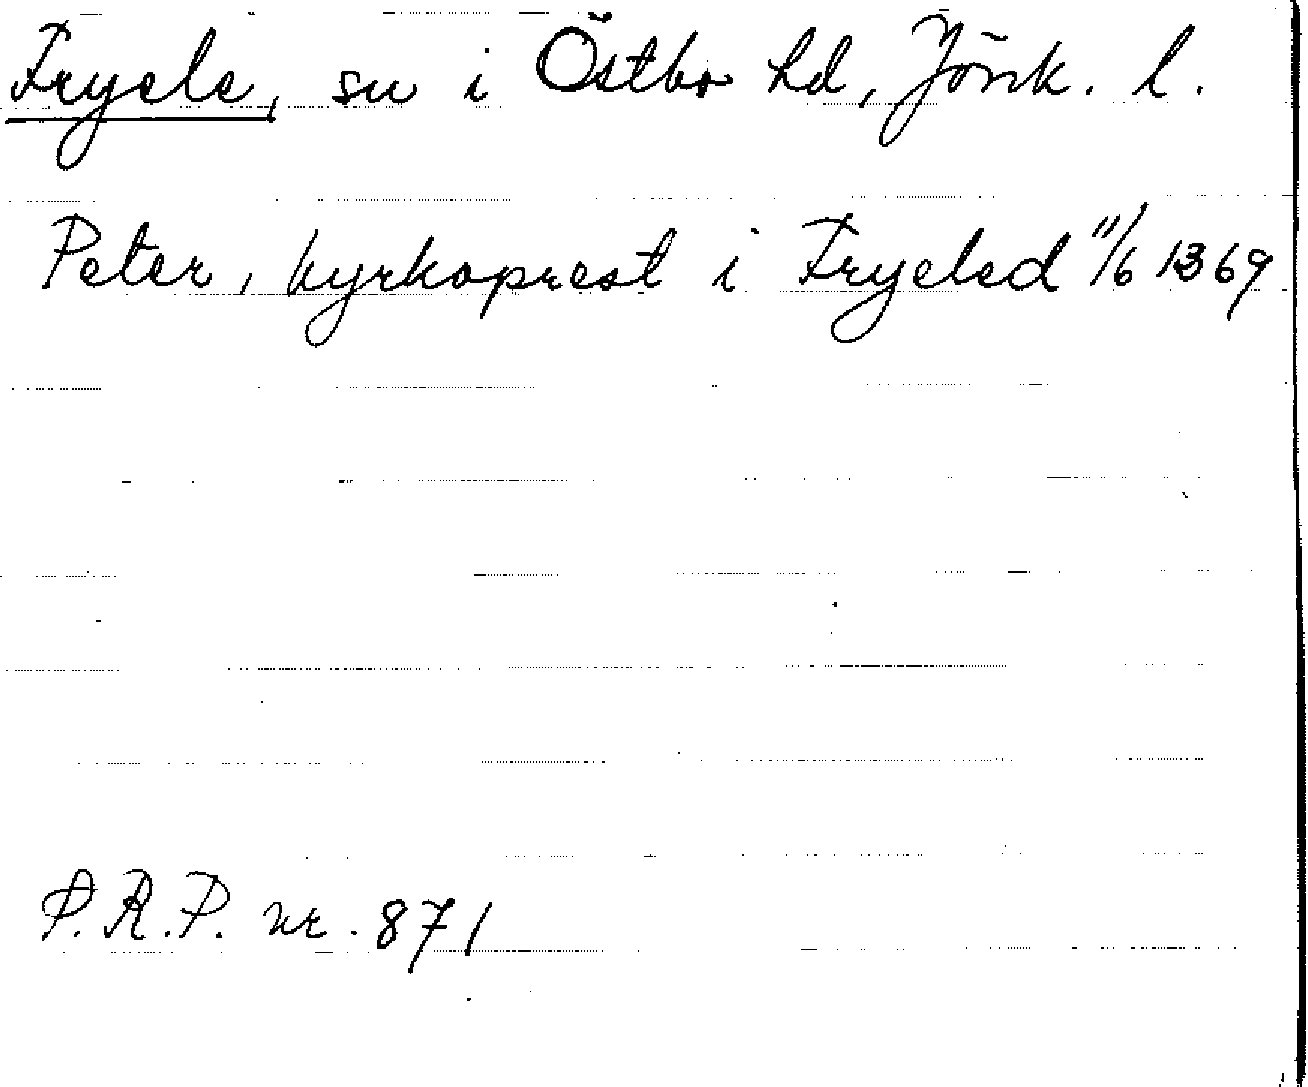 Fryele, sn i Östbo hd, Jönk. l.
Peter, kyrkoprest i Fryeled 11/6 1369
P.R.P. nr. 871